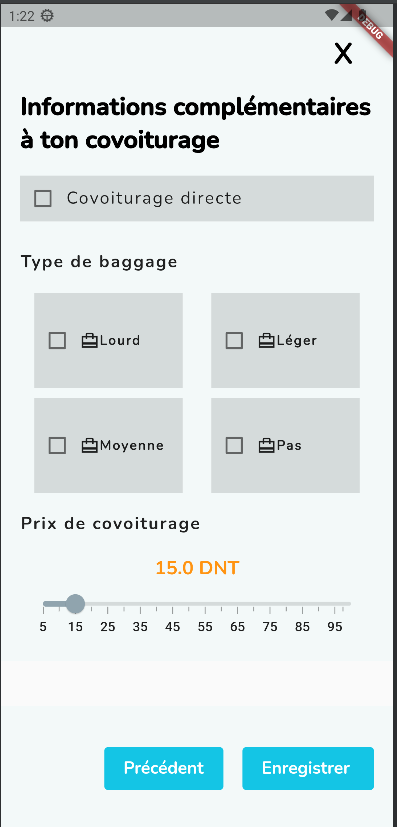 1:22
DEBUG
X
Informations complémentaires
à ton covoiturage
Covoiturage directe
Type de baggage
Lourd
Léger
Moyenne
Pas
Prix de covoiturage
15.0 DNT
5 15 25 35 45 55 65 75 85 95
Précédent
Enregistrer